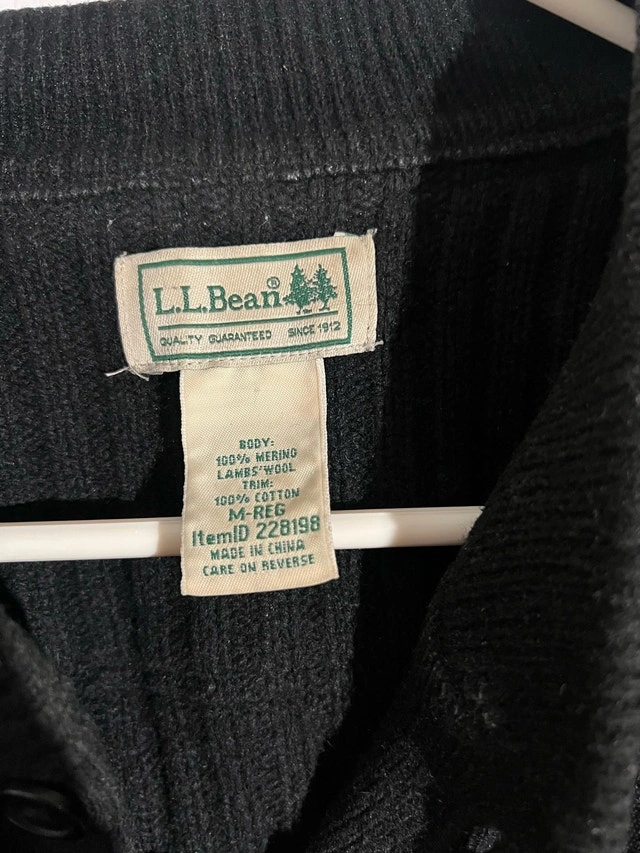 L.L.Bean®
QUALITY GUARANTEED SINCE 1912
BODY:
100% MERINO
LAMBS' WOOL
TRIM:
100% COTTON
M-REG
ItemID 228198
MADE IN CHINA
CARE ON REVERSE